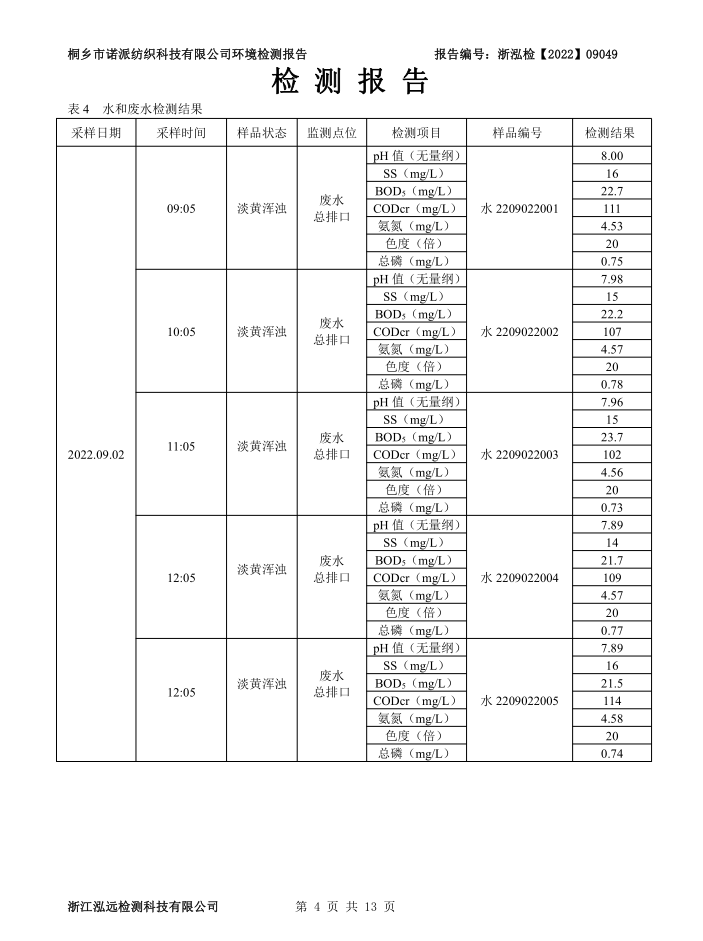 桐乡市诺派纺织科技有限公司环境检测报告 报告编号：浙泓检【2022】09049
检 测 报 告
表 4 水和废水检测结果
采样日期 采样时间 样品状态 监测点位 检测项目 样品编号 检测结果
2022.09.02 09:05 淡黄浑浊 废水总排口 pH 值（无量纲） 水 2209022001 8.00
SS（mg/L） 16
BOD₅（mg/L） 22.7
CODcr（mg/L） 111
氨氮（mg/L） 4.53
色度（倍） 20
总磷（mg/L） 0.75
10:05 淡黄浑浊 废水总排口 pH 值（无量纲） 水 2209022002 7.98
SS（mg/L） 15
BOD₅（mg/L） 22.2
CODcr（mg/L） 107
氨氮（mg/L） 4.57
色度（倍） 20
总磷（mg/L） 0.78
11:05 淡黄浑浊 废水总排口 pH 值（无量纲） 水 2209022003 7.96
SS（mg/L） 15
BOD₅（mg/L） 23.7
CODcr（mg/L） 102
氨氮（mg/L） 4.56
色度（倍） 20
总磷（mg/L） 0.73
12:05 淡黄浑浊 废水总排口 pH 值（无量纲） 水 2209022004 7.89
SS（mg/L） 14
BOD₅（mg/L） 21.7
CODcr（mg/L） 109
氨氮（mg/L） 4.57
色度（倍） 20
总磷（mg/L） 0.77
12:05 淡黄浑浊 废水总排口 pH 值（无量纲） 水 2209022005 7.89
SS（mg/L） 16
BOD₅（mg/L） 21.5
CODcr（mg/L） 114
氨氮（mg/L） 4.58
色度（倍） 20
总磷（mg/L） 0.74
浙江泓远检测科技有限公司 第 4 页 共 13 页